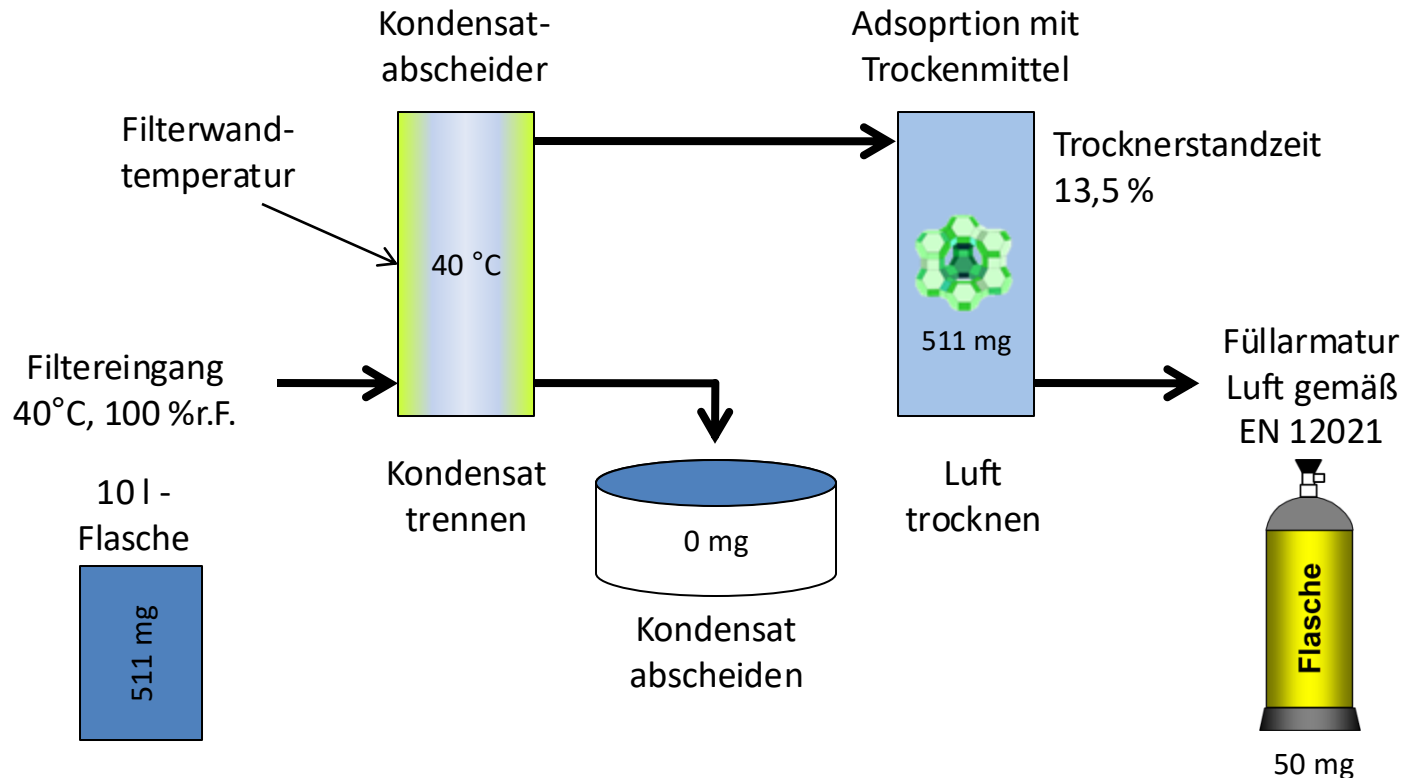 Kondensat-
abscheider
Adsoprtion mit
Trockenmittel
Filterwand-
temperatur
Trocknerstandzeit
13,5 %
40 °C
511 mg
Filtereingang
40°C, 100 %r.F.
Füllarmatur
Luft gemäß
EN 12021
Kondensat
trennen
Luft
trocknen
10 l -
Flasche
0 mg
511 mg
Flasche
Kondensat
abscheiden
50 mg